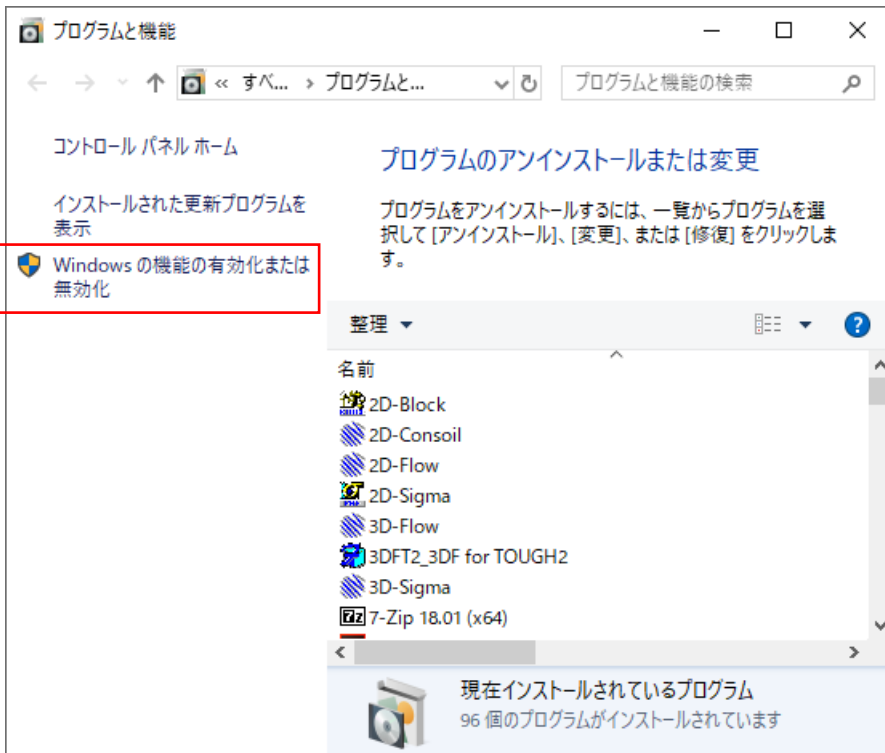 プログラムと機能
« すべ... › プログラムと...
プログラムと機能の検索
コントロール パネル ホーム
インストールされた更新プログラムを
表示
Windows の機能の有効化または
無効化
プログラムのアンインストールまたは変更
プログラムをアンインストールするには、一覧からプログラムを選
択して [アンインストール]、[変更]、または [修復] をクリックしま
す。
整理
名前
2D-Block
2D-Consoil
2D-Flow
2D-Sigma
3D-Flow
3DFT2_3DF for TOUGH2
3D-Sigma
7-Zip 18.01 (x64)
現在インストールされているプログラム
96 個のプログラムがインストールされています